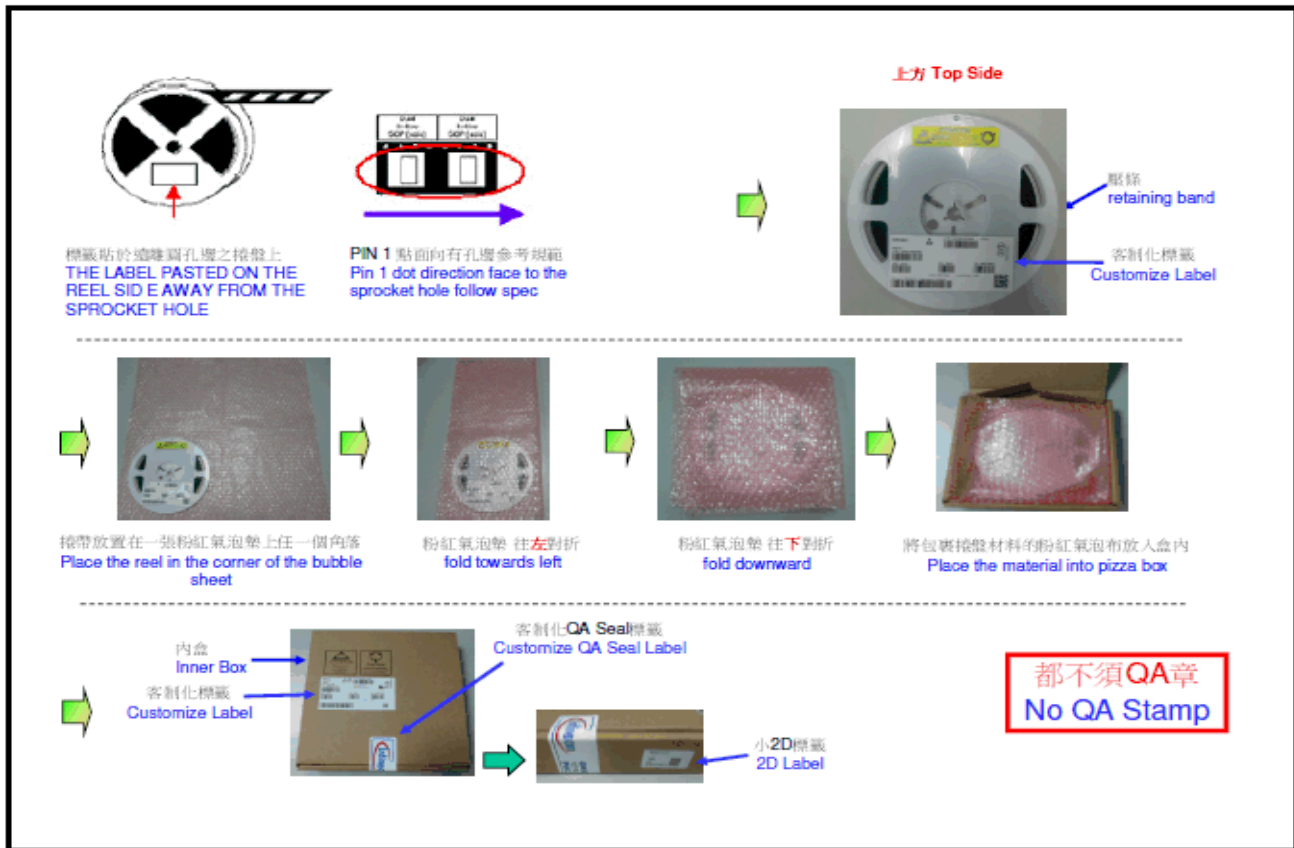 上方 Top Side
SOP
SOP
壓條
retaining band
客制化標籤
Customize Label
標籤貼於遠離圓孔邊之捲盤上
THE LABEL PASTED ON THE
REEL SID E AWAY FROM THE
SPROCKET HOLE
PIN 1 點面向有孔邊參考規範
Pin 1 dot direction face to the
sprocket hole follow spec
捲帶放置在一張粉紅氣泡墊上任一個角落
Place the reel in the corner of the bubble
sheet
粉紅氣泡墊 往左對折
fold towards left
粉紅氣泡墊 往下對折
fold downward
將包裹捲盤材料的粉紅氣泡布放入盒內
Place the material into pizza box
內盒
Inner Box
客制化標籤
Customize Label
客制化QA Seal標籤
Customize QA Seal Label
小2D標籤
2D Label
都不須QA章
No QA Stamp